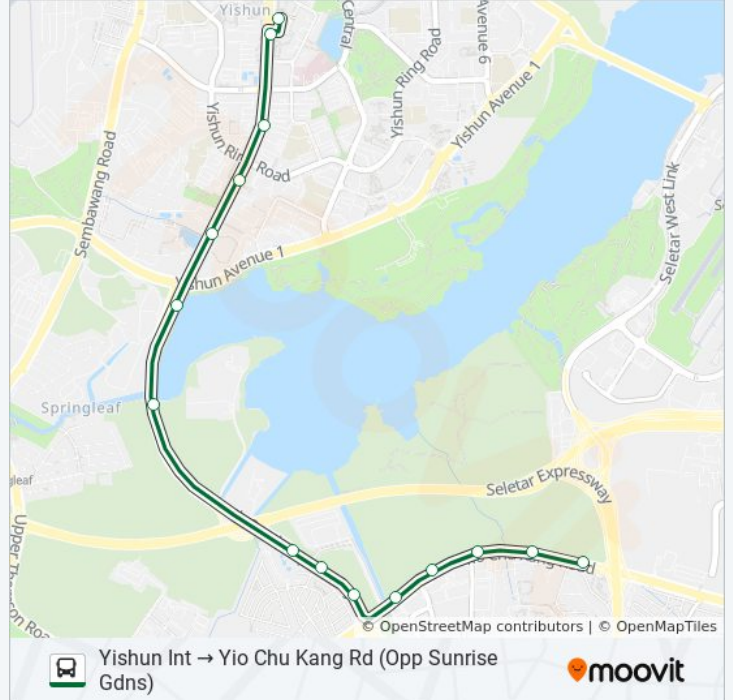 Yishun
Central
Avenue 6
Yishun Ring Road
Yishun Avenue 1
Yishun Ring Road
Sembawang Road
Seletar West Link
Yishun Avenue 1
Springleaf
gleaf
Seletar Expressway
Upper
© OpenStreetMap contributors | © OpenMapTiles
Yishun Int → Yio Chu Kang Rd (Opp Sunrise
Gdns)
moovit